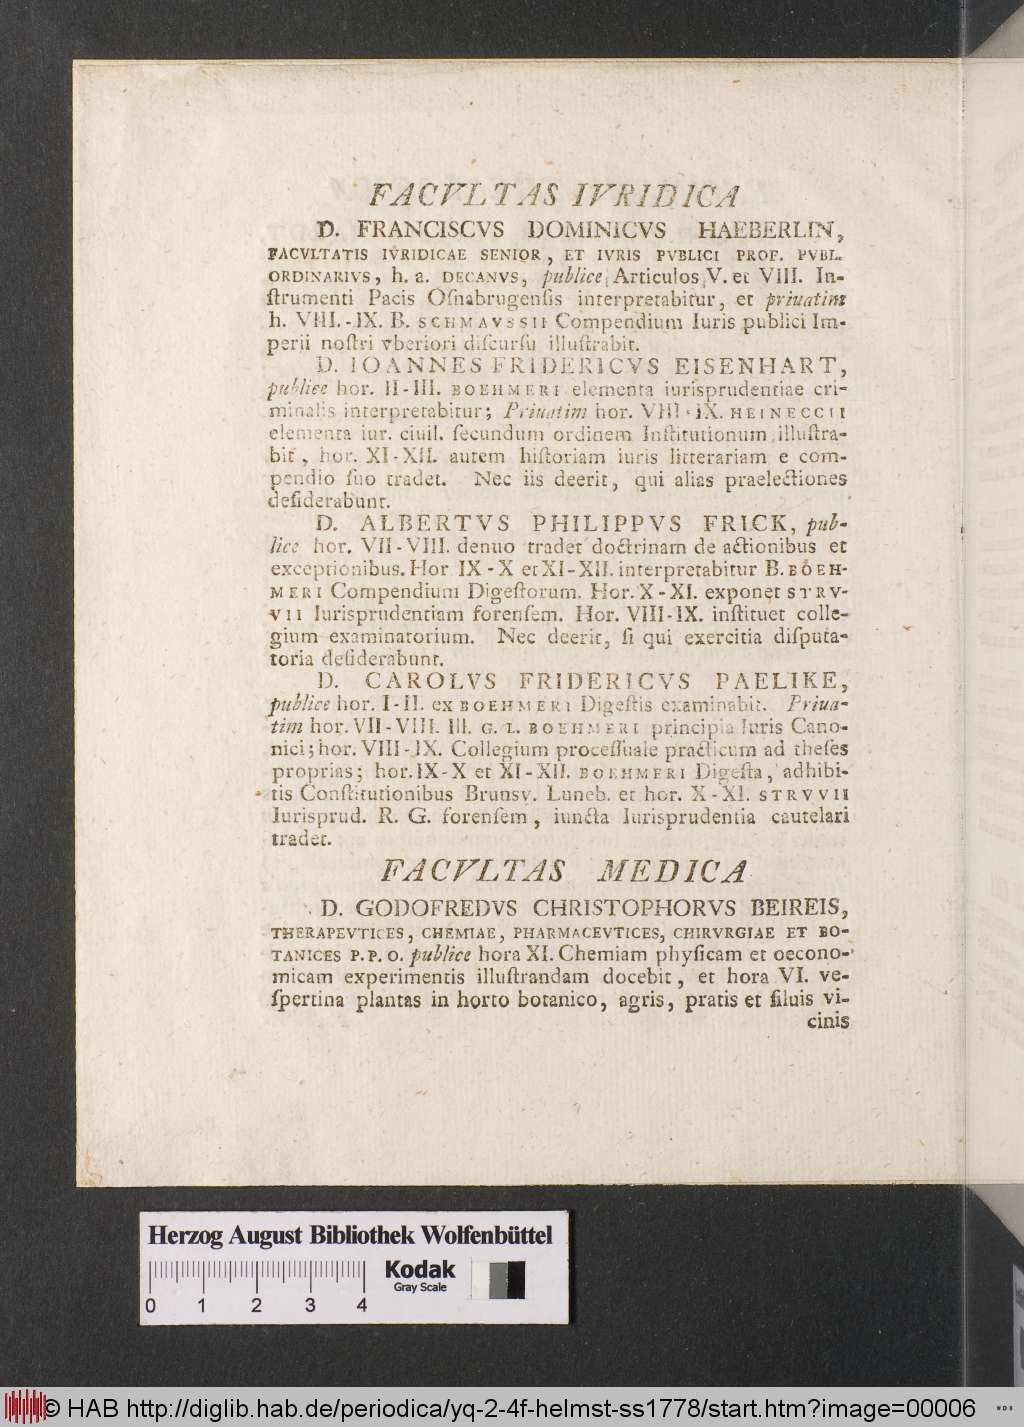 FACVLTAS IVRIDICA
D. FRANCISCVS DOMINICVS HAEBERLIN,
FACVLTATIS IVRIDICAE SENIOR, ET IVRIS PVBLICI PROF. PVBL.
ORDINARIVS, h. a. DECANVS, publice Articulos V. et VIII. In-
ſtrumenti Pacis Oſnabrugenſis interpretabitur, et priuatim
h. VIII.-IX. B. SCHMAVSSII Compendium Iuris publici Im-
perii noſtri vberiori diſcurſu illuſtrabit.
D. IOANNES FRIDERICVS EISENHART,
publice hor. II-III. BOEHMERI elementa iurisprudentiae cri-
minalis interpretabitur; Priuatim hor. VIII-IX. HEINECCII
elementa iur. ciuil. ſecundum ordinem Inſtitutionum illuſtra-
bit, hor. XI-XII. autem hiſtoriam iuris litterariam e com-
pendio ſuo tradet. Nec iis deerit, qui alias praelectiones
deſiderabunt.
D. ALBERTVS PHILIPPVS FRICK, pub-
lice hor. VII-VIII. denuo tradet doctrinam de actionibus et
exceptionibus. Hor IX-X et XI-XII. interpretabitur B. BOEH-
MERI Compendium Digeſtorum. Hor. X-XI. exponet STRV-
VII Iurisprudentiam forenſem. Hor. VIII-IX. inſtituet colle-
gium examinatorium. Nec deerit, ſi qui exercitia diſputa-
toria deſiderabunt.
D. CAROLVS FRIDERICVS PAELIKE,
publice hor. I-II. ex BOEHMERI Digeſtis examinabit. Priua-
tim hor. VII-VIII. Ill. G. L. BOEHMERI principia Iuris Cano-
nici; hor. VIII-IX. Collegium proceſſuale practicum ad theſes
proprias; hor. IX-X et XI-XII. BOEHMERI Digeſta, adhibi-
tis Conſtitutionibus Brunsv. Luneb. et hor. X-XI. STRVVII
Iurisprud. R. G. forenſem, iuncta Iurisprudentia cautelari
tradet.
FACVLTAS MEDICA
D. GODOFREDVS CHRISTOPHORVS BEIREIS,
THERAPEVTICES, CHEMIAE, PHARMACEVTICES, CHIRVRGIAE ET BO-
TANICES P. P. O. publice hora XI. Chemiam phyſicam et oecono-
micam experimentis illuſtrandam docebit, et hora VI. ve-
ſpertina plantas in horto botanico, agris, pratis et ſiluis vi-
cinis
Herzog August Bibliothek Wolfenbüttel
Kodak
Gray Scale
0 1 2 3 4
© HAB http://diglib.hab.de/periodica/yq-2-4f-helmst-ss1778/start.htm?image=00006